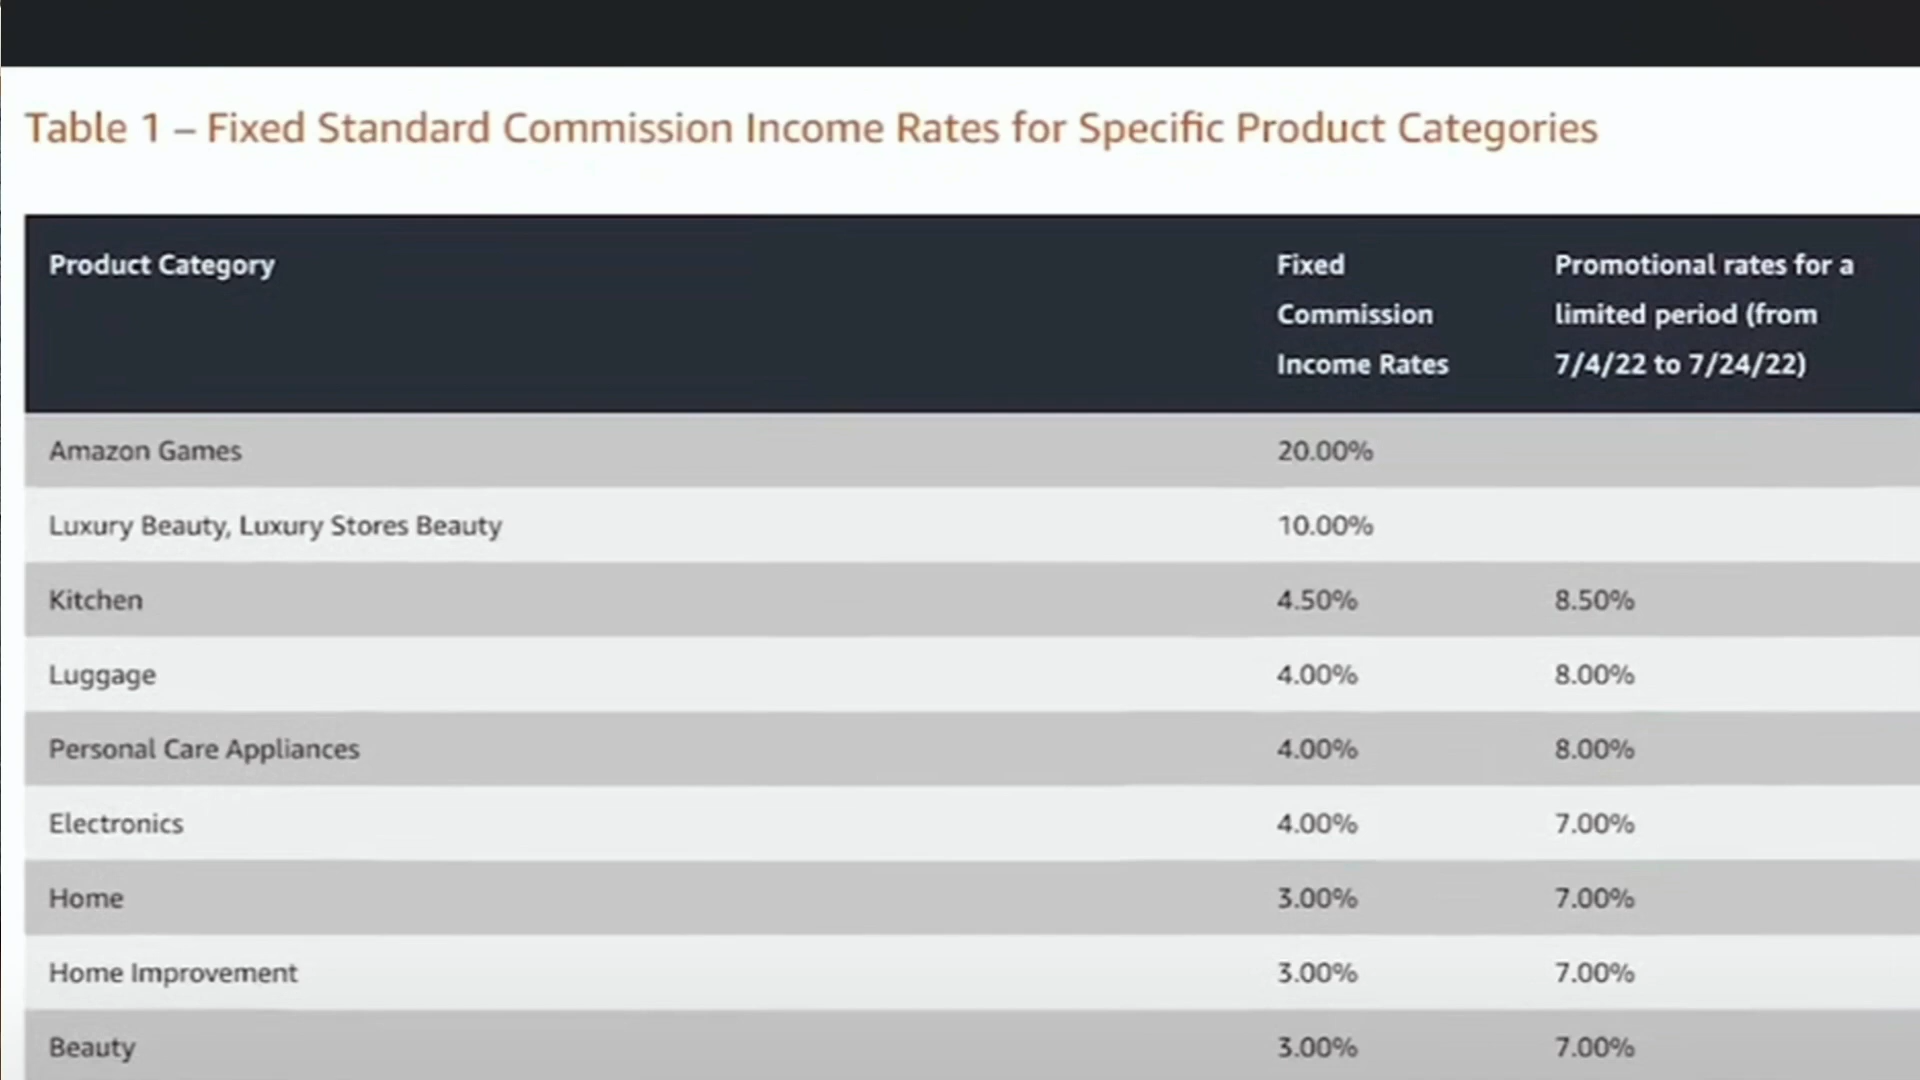 Table 1 – Fixed Standard Commission Income Rates for Specific Product Categories
Product Category
Fixed
Commission
Income Rates
Promotional rates for a
limited period (from
7/4/22 to 7/24/22)
Amazon Games 20.00%
Luxury Beauty, Luxury Stores Beauty 10.00%
Kitchen 4.50% 8.50%
Luggage 4.00% 8.00%
Personal Care Appliances 4.00% 8.00%
Electronics 4.00% 7.00%
Home 3.00% 7.00%
Home Improvement 3.00% 7.00%
Beauty 3.00% 7.00%